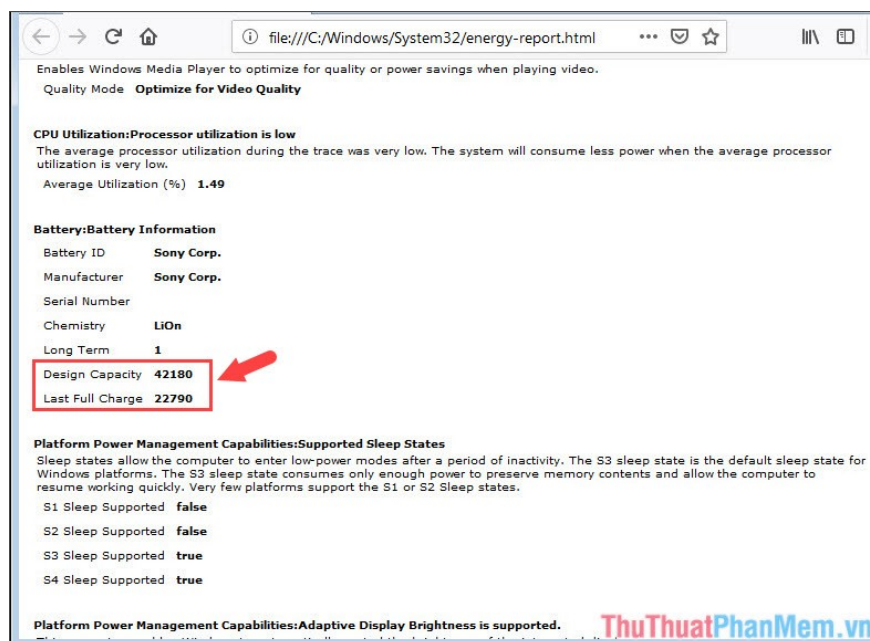 file:///C:/Windows/System32/energy-report.html
Enables Windows Media Player to optimize for quality or power savings when playing video.
Quality Mode Optimize for Video Quality
CPU Utilization:Processor utilization is low
The average processor utilization during the trace was very low. The system will consume less power when the average processor
utilization is very low.
Average Utilization (%) 1.49
Battery:Battery Information
Battery ID Sony Corp.
Manufacturer Sony Corp.
Serial Number
Chemistry LiOn
Long Term 1
Design Capacity 42180
Last Full Charge 22790
Platform Power Management Capabilities:Supported Sleep States
Sleep states allow the computer to enter low-power modes after a period of inactivity. The S3 sleep state is the default sleep state for
Windows platforms. The S3 sleep state consumes only enough power to preserve memory contents and allow the computer to
resume working quickly. Very few platforms support the S1 or S2 Sleep states.
S1 Sleep Supported false
S2 Sleep Supported false
S3 Sleep Supported true
S4 Sleep Supported true
Platform Power Management Capabilities:Adaptive Display Brightness is supported.
ThuThuatPhanMem.vn